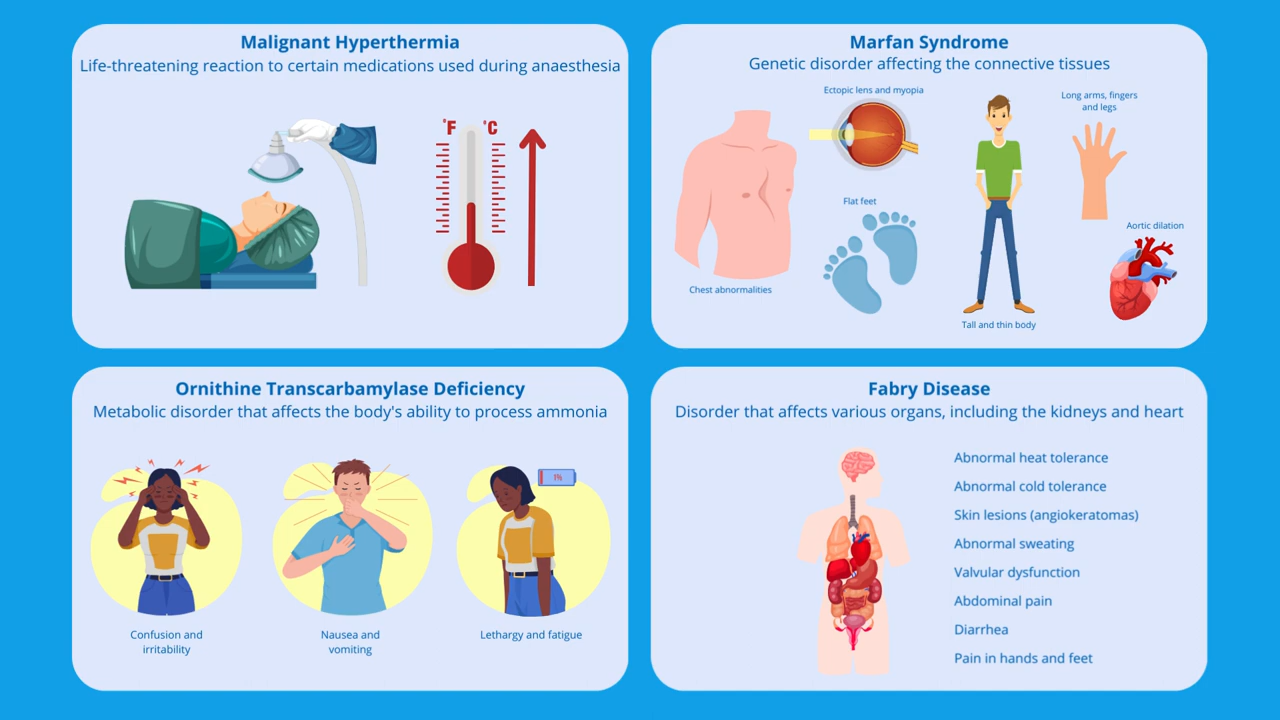 Malignant Hyperthermia
Life-threatening reaction to certain medications used during anaesthesia
°F °C
Marfan Syndrome
Genetic disorder affecting the connective tissues
Ectopic lens and myopia
Long arms, fingers
and legs
Flat feet
Aortic dilation
Chest abnormalities
Tall and thin body
Ornithine Transcarbamylase Deficiency
Metabolic disorder that affects the body's ability to process ammonia
1%
Confusion and
irritability
Nausea and
vomiting
Lethargy and fatigue
Fabry Disease
Disorder that affects various organs, including the kidneys and heart
Abnormal heat tolerance
Abnormal cold tolerance
Skin lesions (angiokeratomas)
Abnormal sweating
Valvular dysfunction
Abdominal pain
Diarrhea
Pain in hands and feet